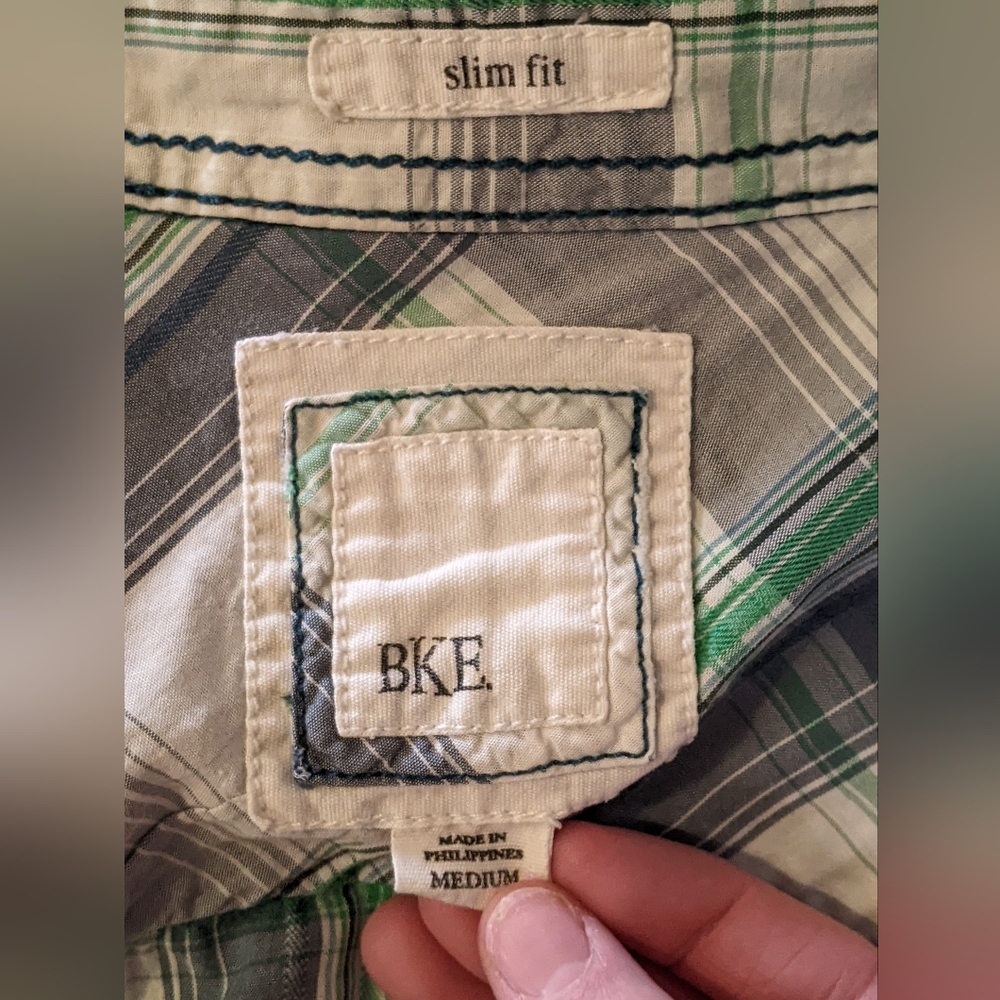 slim fit
BKE.
MADE IN
PHILIPPINES
MEDIUM